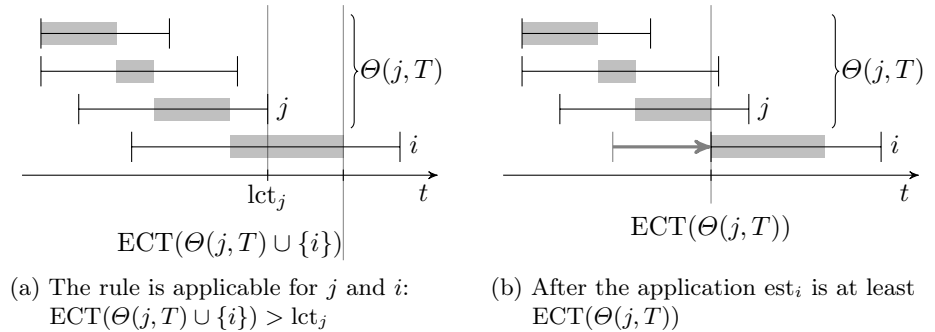 Θ(j, T)
j
i
lct_j
t
ECT(Θ(j, T) ∪ {i})
(a) The rule is applicable for j and i:
ECT(Θ(j, T) ∪ {i}) > lct_j
Θ(j, T)
j
i
t
ECT(Θ(j, T))
(b) After the application est_i is at least
ECT(Θ(j, T))